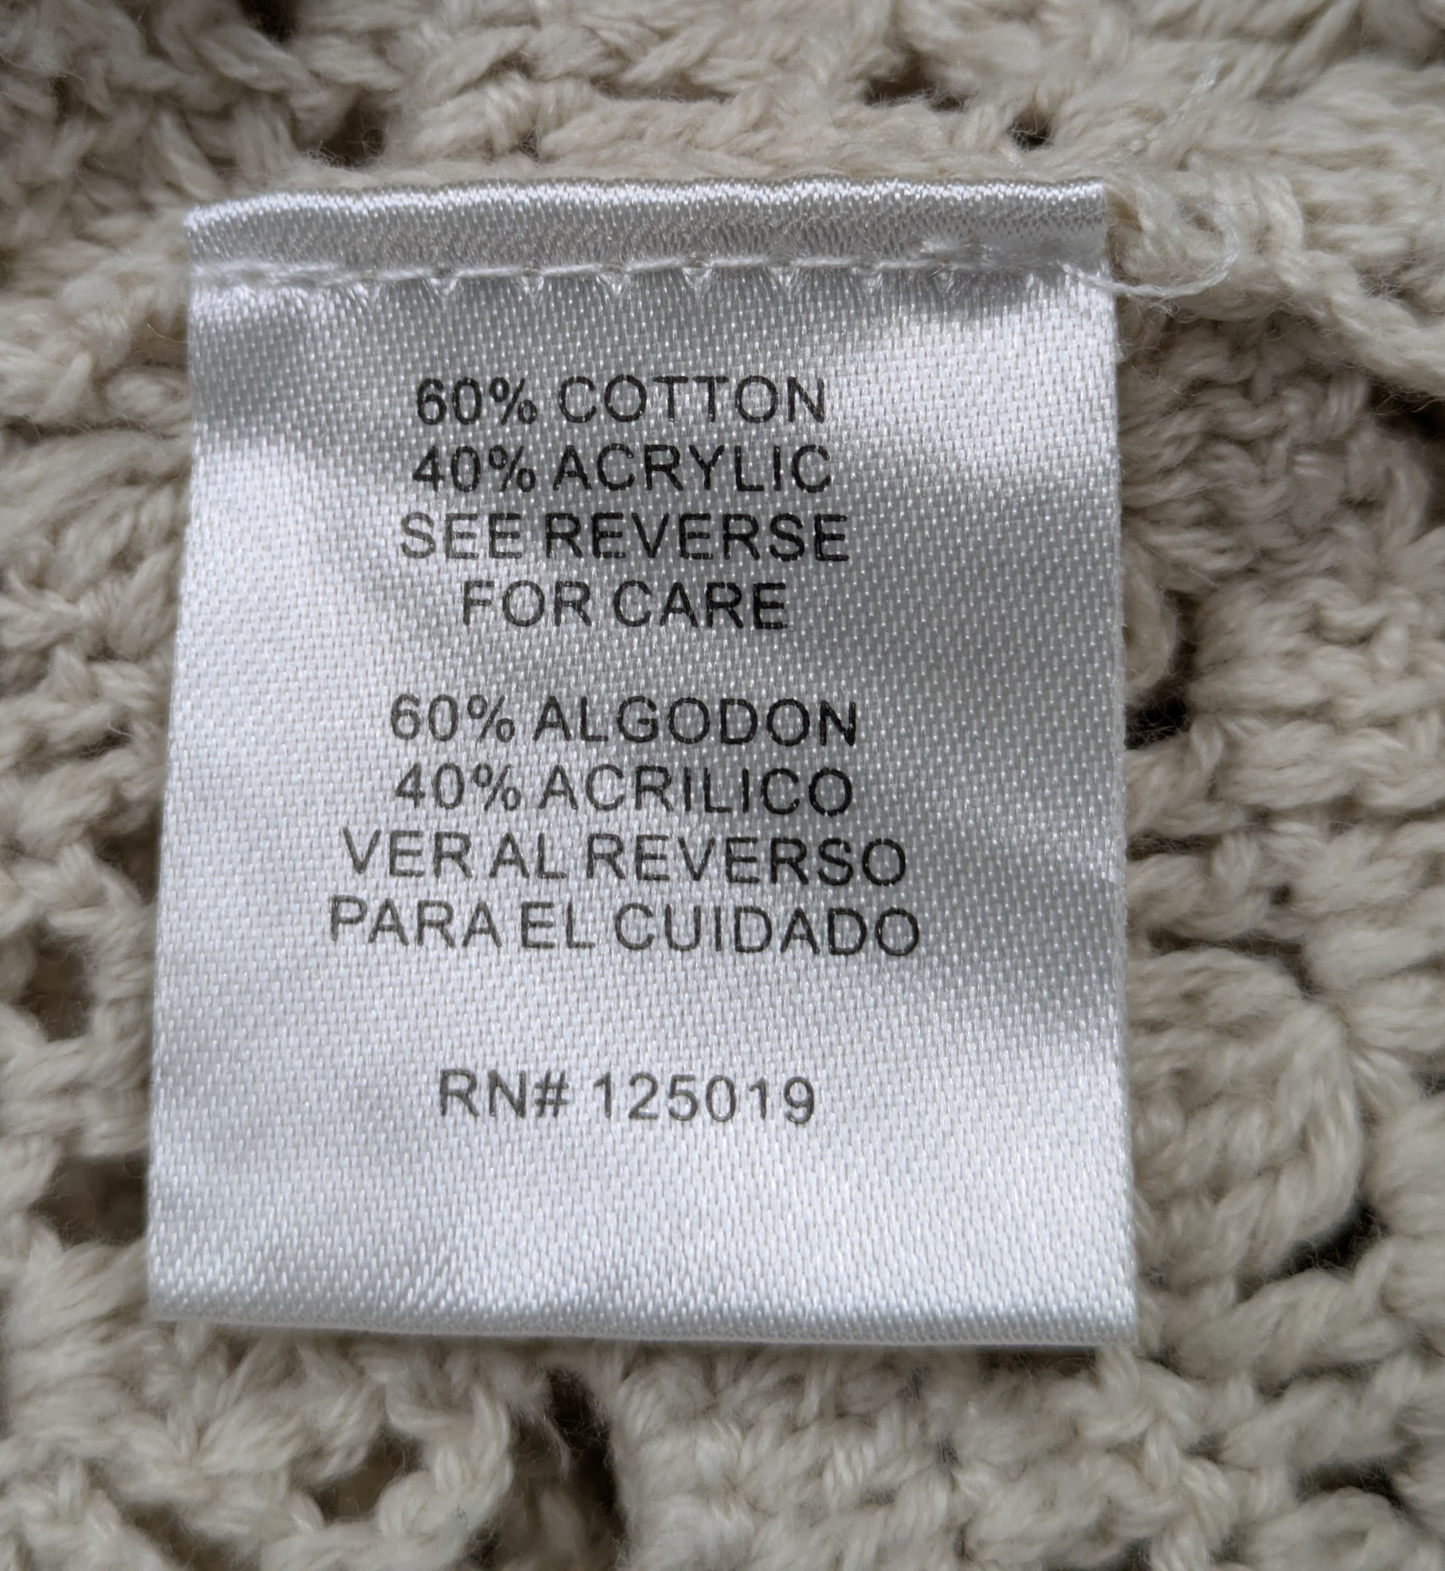 60% COTTON
40% ACRYLIC
SEE REVERSE
FOR CARE
60% ALGODON
40% ACRILICO
VER AL REVERSO
PARA EL CUIDADO
RN# 125019